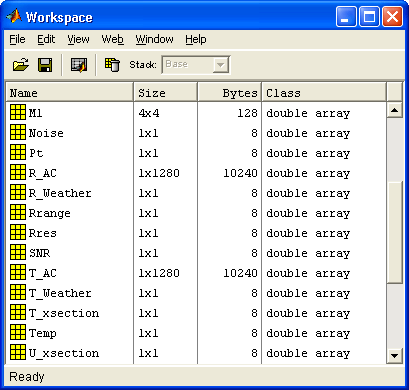 Workspace
File Edit View Web Window Help
Stack: Base
Name Size Bytes Class
M1 4x4 128 double array
Noise 1x1 8 double array
Pt 1x1 8 double array
R_AC 1x1280 10240 double array
R_Weather 1x1 8 double array
Rrange 1x1 8 double array
Rres 1x1 8 double array
SNR 1x1 8 double array
T_AC 1x1280 10240 double array
T_Weather 1x1 8 double array
T_xsection 1x1 8 double array
Temp 1x1 8 double array
U_xsection 1x1 8 double array
Ready